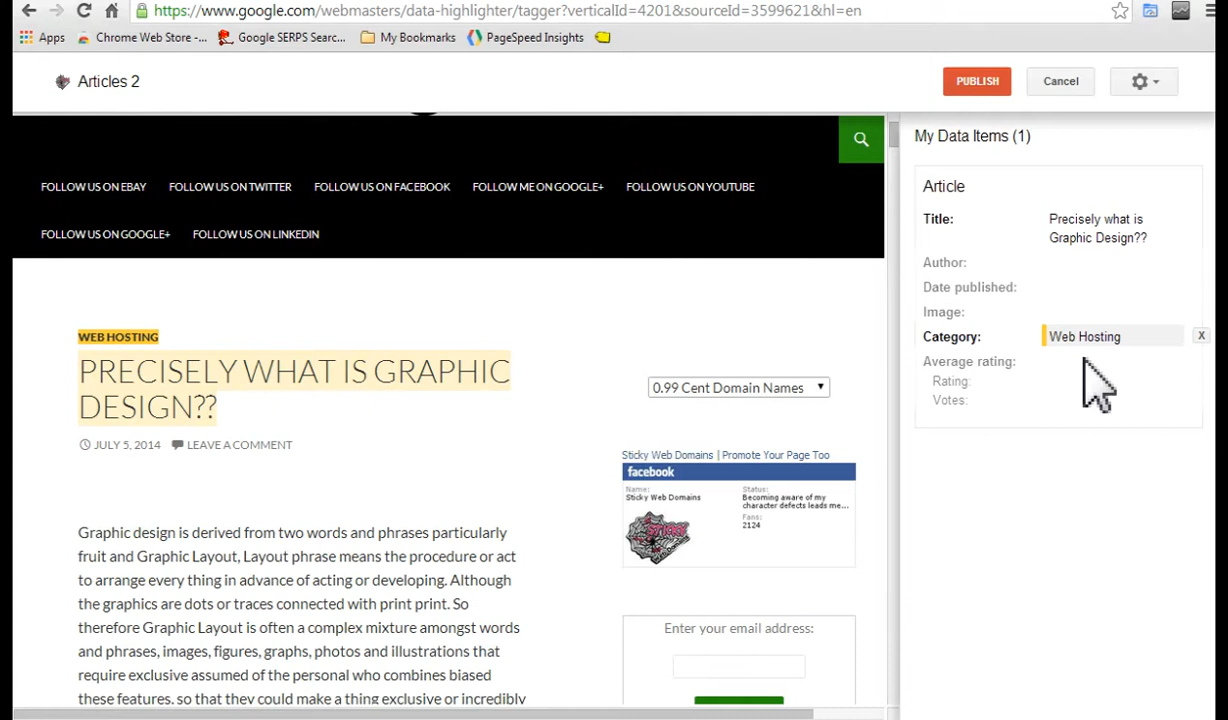 https://www.google.com/webmasters/data-highlighter/tagger?verticalId=4201&sourceId=3599621&hl=en
Apps Chrome Web Store -... Google SERPS Searc... My Bookmarks PageSpeed Insights
Articles 2
PUBLISH
Cancel
FOLLOW US ON EBAY FOLLOW US ON TWITTER FOLLOW US ON FACEBOOK FOLLOW ME ON GOOGLE+ FOLLOW US ON YOUTUBE
FOLLOW US ON GOOGLE+ FOLLOW US ON LINKEDIN
WEB HOSTING
PRECISELY WHAT IS GRAPHIC
DESIGN??
JULY 5, 2014 LEAVE A COMMENT
Graphic design is derived from two words and phrases particularly
fruit and Graphic Layout, Layout phrase means the procedure or act
to arrange every thing in advance of acting or developing. Although
the graphics are dots or traces connected with print print. So
therefore Graphic Layout is often a complex mixture amongst words
and phrases, images, figures, graphs, photos and illustrations that
require exclusive assumed of the personal who combines biased
these features, so that they could make a thing exclusive or incredibly
0.99 Cent Domain Names
Sticky Web Domains | Promote Your Page Too
facebook
Name:
Sticky Web Domains
Status:
Becoming aware of my
character defects leads me...
Fans:
2124
STICKY
Enter your email address:
My Data Items (1)
Article
Title: Precisely what is
Graphic Design??
Author:
Date published:
Image:
Category: Web Hosting X
Average rating:
Rating:
Votes: